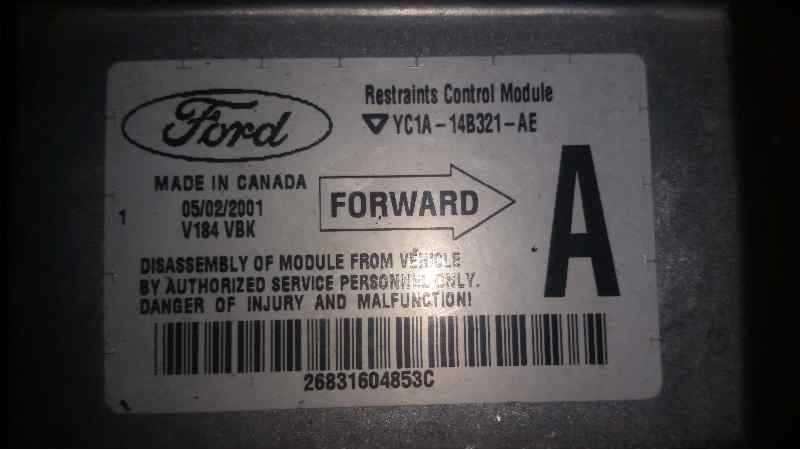 Ford
Restraints Control Module
YC1A-14B321-AE
MADE IN CANADA
05/02/2001
V184 VBK
FORWARD
A
1
DISASSEMBLY OF MODULE FROM VEHICLE
BY AUTHORIZED SERVICE PERSONNEL ONLY.
DANGER OF INJURY AND MALFUNCTION!
26831604853C